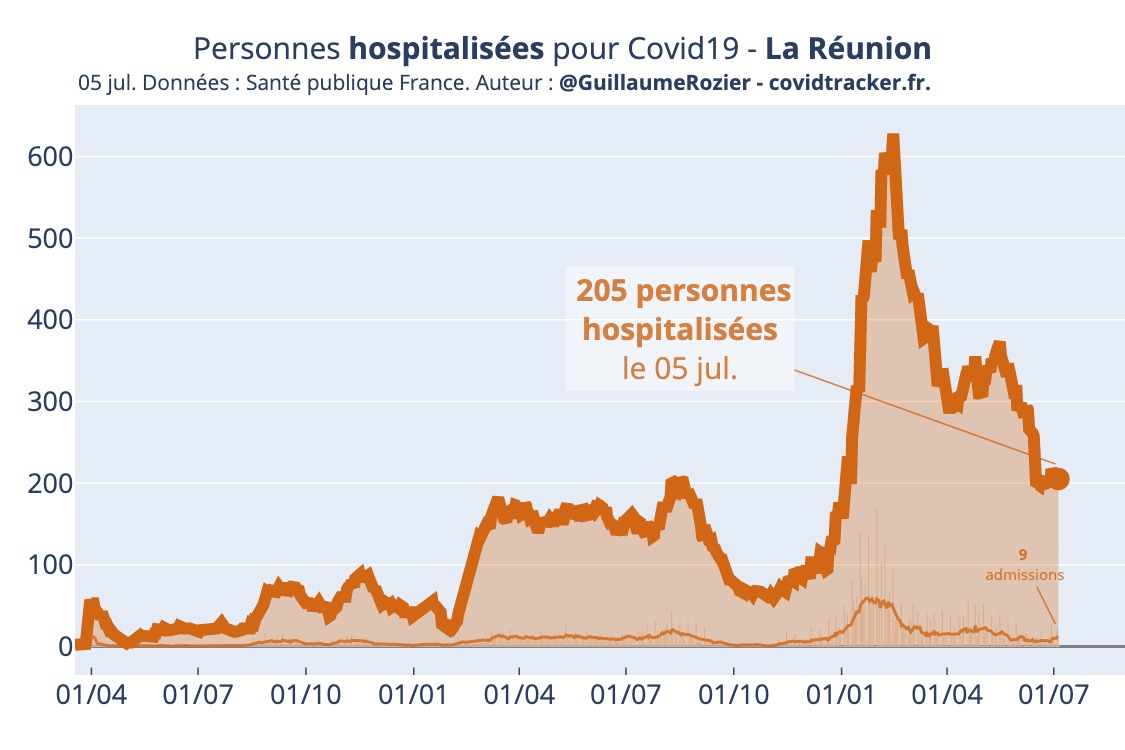 Personnes hospitalisées pour Covid19 - La Réunion
05 jul. Données : Santé publique France. Auteur : @GuillaumeRozier - covidtracker.fr.
600
500
400
300
200
100
0
205 personnes
hospitalisées
le 05 jul.
9
admissions
01/04 01/07 01/10 01/01 01/04 01/07 01/10 01/01 01/04 01/07